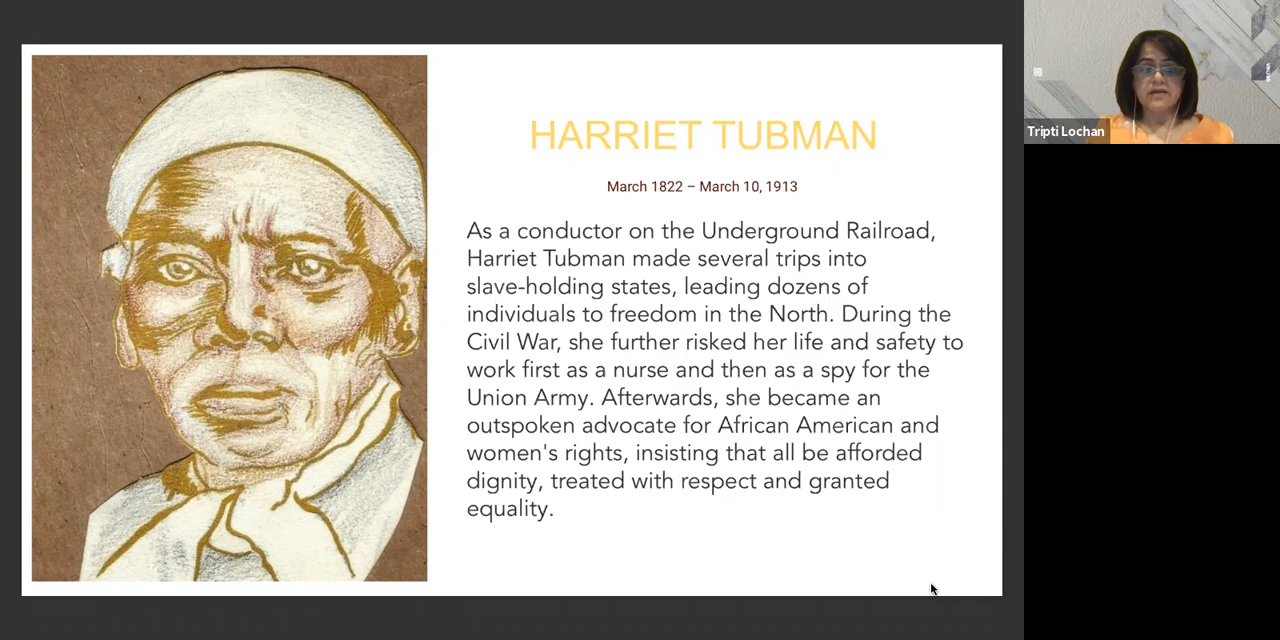 HARRIET TUBMAN
March 1822 – March 10, 1913
As a conductor on the Underground Railroad,
Harriet Tubman made several trips into
slave-holding states, leading dozens of
individuals to freedom in the North. During the
Civil War, she further risked her life and safety to
work first as a nurse and then as a spy for the
Union Army. Afterwards, she became an
outspoken advocate for African American and
women's rights, insisting that all be afforded
dignity, treated with respect and granted
equality.
Tripti Lochan